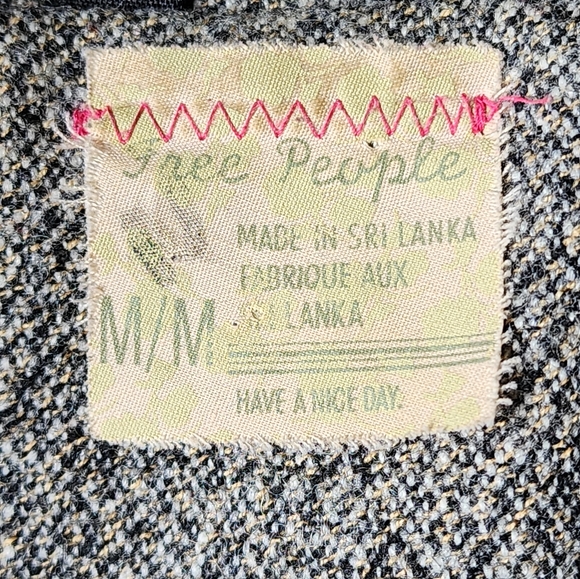 Free People
MADE IN SRI LANKA
FABRIQUE AUX
SRI LANKA
M/M
HAVE A NICE DAY.